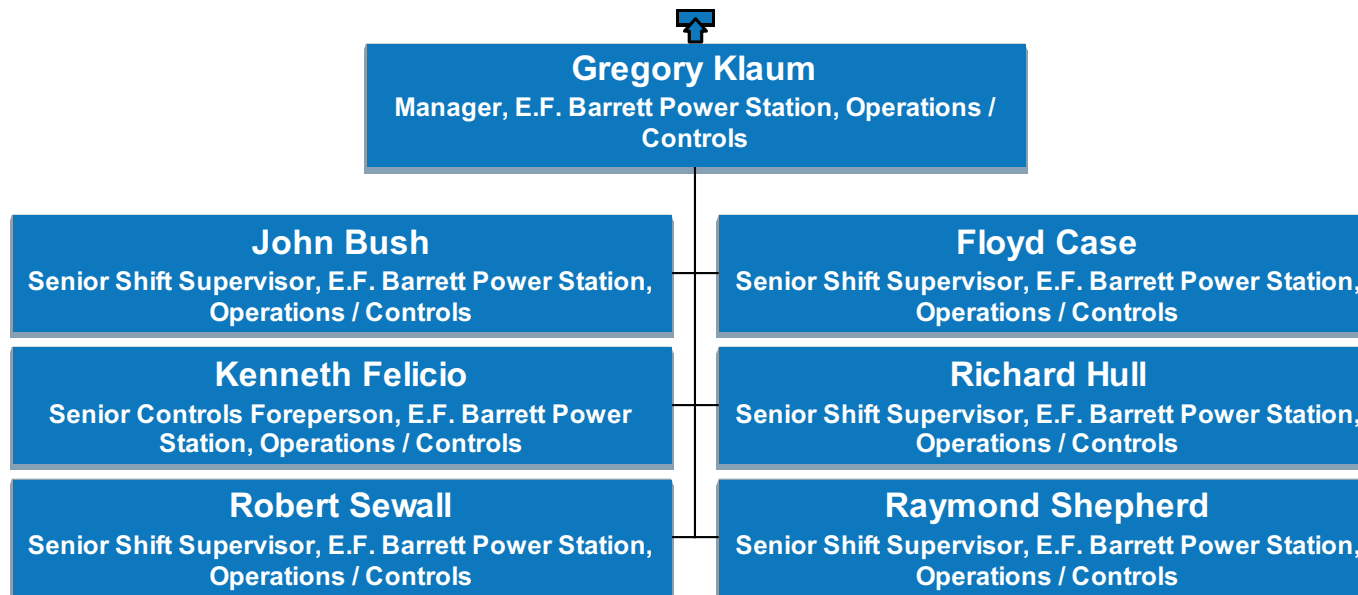 Gregory Klaum
Manager, E.F. Barrett Power Station, Operations /
Controls
John Bush
Senior Shift Supervisor, E.F. Barrett Power Station,
Operations / Controls
Floyd Case
Senior Shift Supervisor, E.F. Barrett Power Station,
Operations / Controls
Kenneth Felicio
Senior Controls Foreperson, E.F. Barrett Power
Station, Operations / Controls
Richard Hull
Senior Shift Supervisor, E.F. Barrett Power Station,
Operations / Controls
Robert Sewall
Senior Shift Supervisor, E.F. Barrett Power Station,
Operations / Controls
Raymond Shepherd
Senior Shift Supervisor, E.F. Barrett Power Station,
Operations / Controls